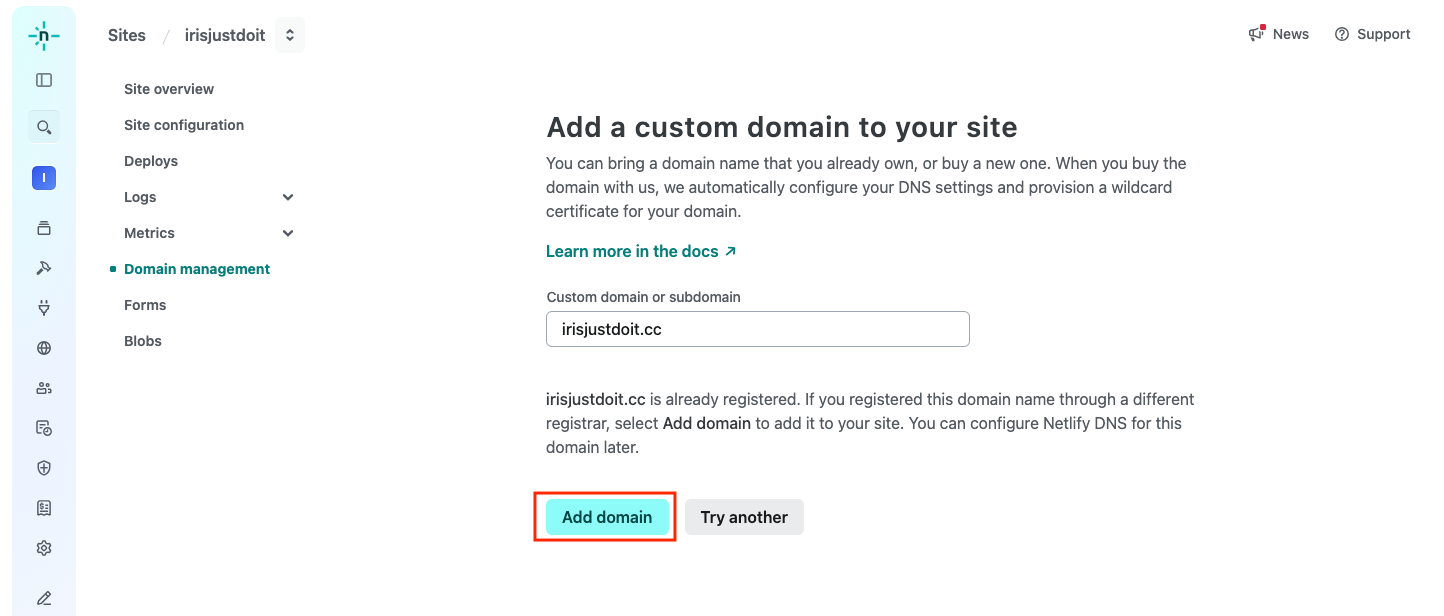 Sites / irisjustdoit
News
Support
Site overview
Site configuration
Deploys
Logs
Metrics
Domain management
Forms
Blobs
I
Add a custom domain to your site
You can bring a domain name that you already own, or buy a new one. When you buy the
domain with us, we automatically configure your DNS settings and provision a wildcard
certificate for your domain.
Learn more in the docs ↗
Custom domain or subdomain
irisjustdoit.cc
irisjustdoit.cc is already registered. If you registered this domain name through a different
registrar, select Add domain to add it to your site. You can configure Netlify DNS for this
domain later.
Add domain
Try another